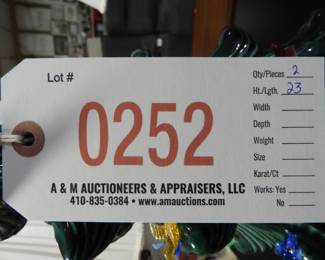 Lot #
0252
Qty/Pieces 2
Ht./Lgth. 23
Width
Depth
Weight
Size
Karat/Ct
Works: Yes
No
A & M AUCTIONEERS & APPRAISERS, LLC
410-835-0384 • www.amauctions.com